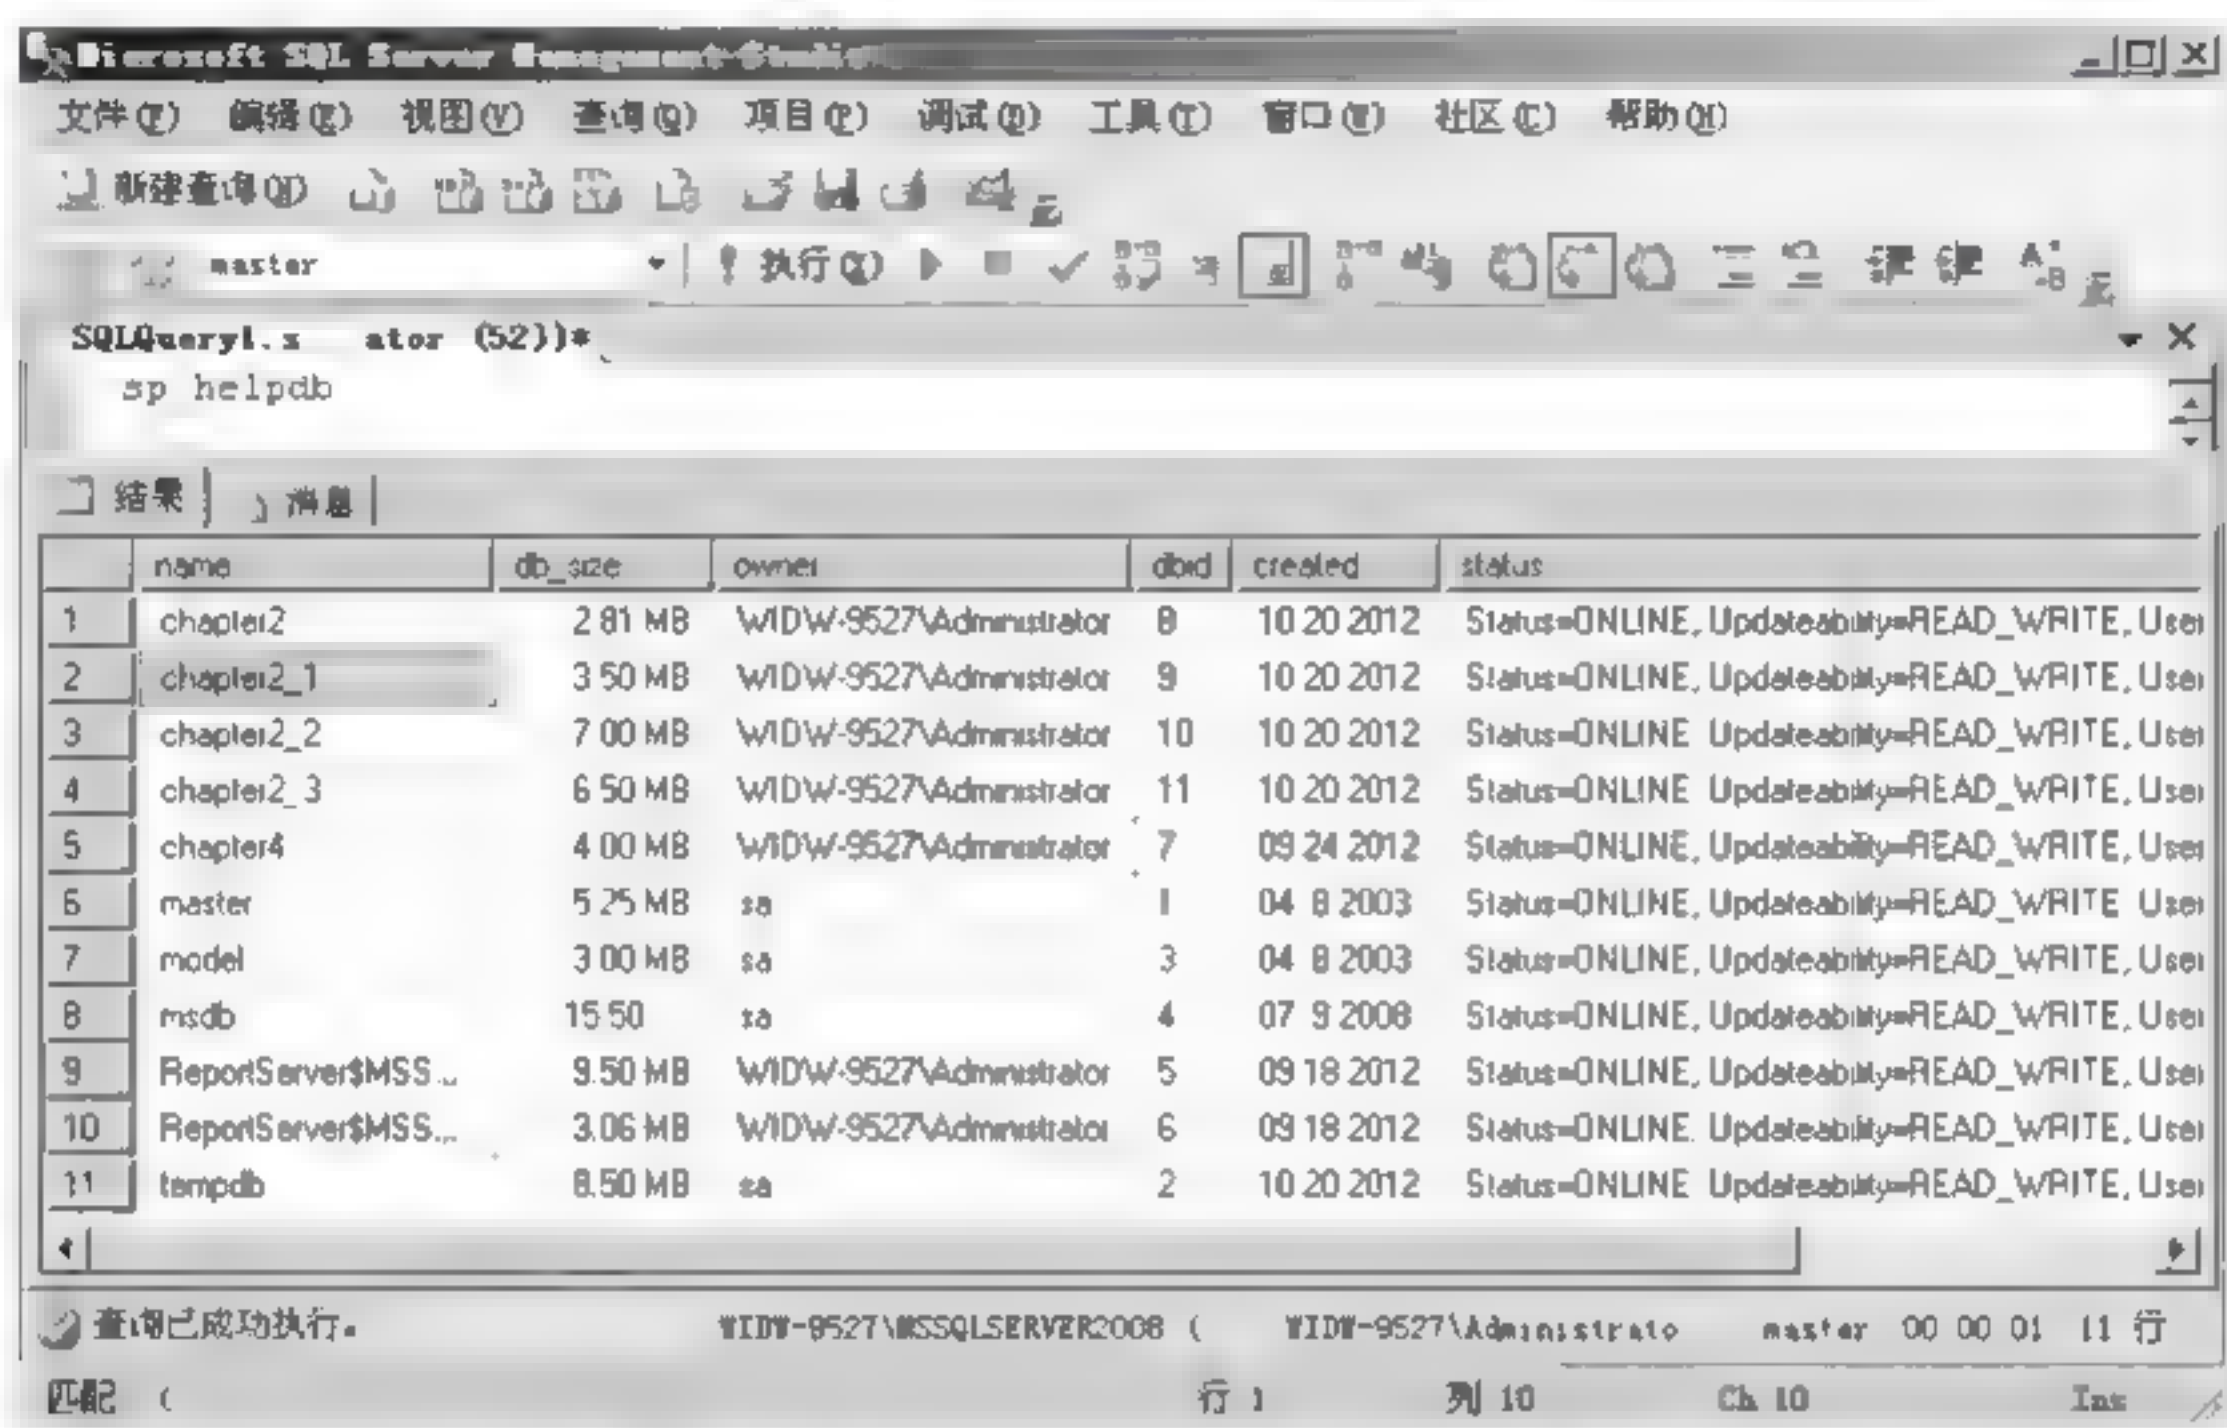 Microsoft SQL Server Management Studio
文件(F) 编辑(E) 视图(V) 查询(Q) 项目(P) 调试(D) 工具(T) 窗口(W) 社区(C) 帮助(H)
新建查询(N)
master 执行(X)
SQLQuery1.s ator (52))*
sp helpdb
结果 消息
name db_size owner dbid created status
1 chapter2 2 81 MB WIDW-9527\Administrator 8 10 20 2012 Status=ONLINE, Updateability=READ_WRITE, User
2 chapter2_1 3 50 MB WIDW-9527\Administrator 9 10 20 2012 Status=ONLINE, Updateability=READ_WRITE, User
3 chapter2_2 7 00 MB WIDW-9527\Administrator 10 10 20 2012 Status=ONLINE Updateability=READ_WRITE, User
4 chapter2_3 6 50 MB WIDW-9527\Administrator 11 10 20 2012 Status=ONLINE Updateability=READ_WRITE, User
5 chapter4 4 00 MB WIDW-9527\Administrator 7 09 24 2012 Status=ONLINE, Updateability=READ_WRITE, User
6 master 5 25 MB sa 1 04 8 2003 Status=ONLINE, Updateability=READ_WRITE User
7 model 3 00 MB sa 3 04 8 2003 Status=ONLINE, Updateability=READ_WRITE, User
8 msdb 15 50 sa 4 07 9 2008 Status=ONLINE, Updateability=READ_WRITE, User
9 ReportServer$MSS... 9.50 MB WIDW-9527\Administrator 5 09 18 2012 Status=ONLINE, Updateability=READ_WRITE, User
10 ReportServer$MSS... 3.06 MB WIDW-9527\Administrator 6 09 18 2012 Status=ONLINE. Updateability=READ_WRITE, User
11 tempdb 8.50 MB sa 2 10 20 2012 Status=ONLINE Updateability=READ_WRITE, User
查询已成功执行。 WIDW-9527\MSSQLSERVER2008 ( WIDW-9527\Administrato master 00 00 01 11 行
匹配 ( 行 1 列 10 Ch 10 Ins